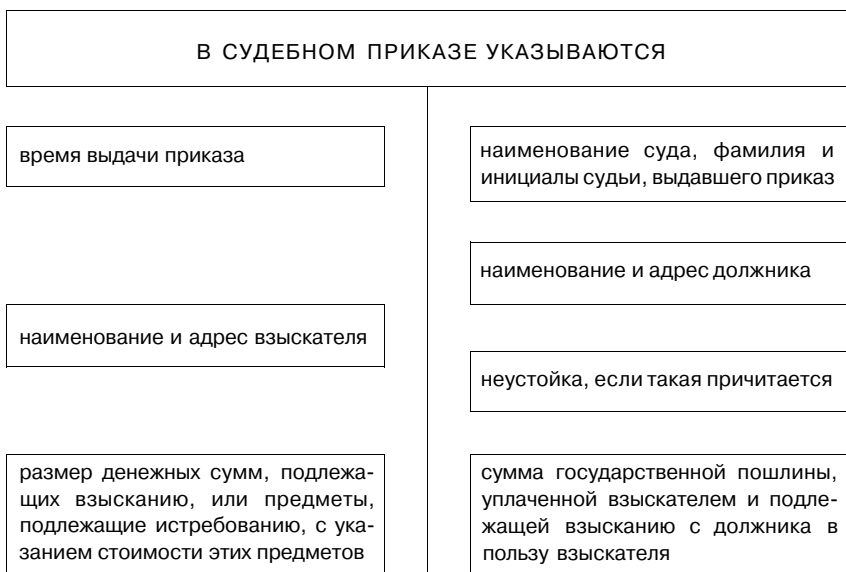 В СУДЕБНОМ ПРИКАЗЕ УКАЗЫВАЮТСЯ
время выдачи приказа
наименование суда, фамилия и
инициалы судьи, выдавшего приказ
наименование и адрес должника
наименование и адрес взыскателя
неустойка, если такая причитается
размер денежных сумм, подлежа-
щих взысканию, или предметы,
подлежащие истребованию, с ука-
занием стоимости этих предметов
сумма государственной пошлины,
уплаченной взыскателем и подле-
жащей взысканию с должника в
пользу взыскателя